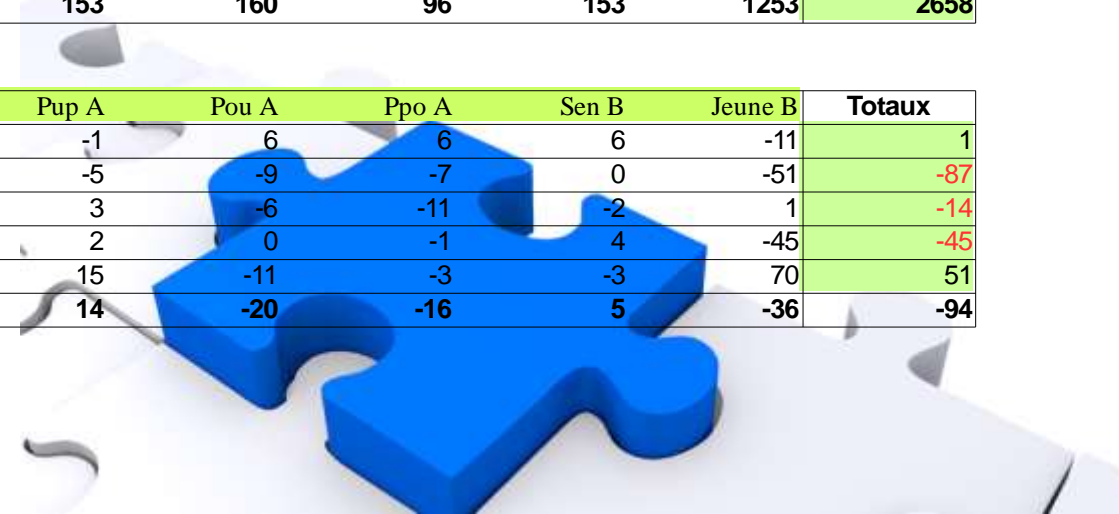 153 160 96 153 1253 2658
Pup A Pou A Ppo A Sen B Jeune B Totaux
-1 6 6 6 -11 1
-5 -9 -7 0 -51 -87
3 -6 -11 -2 1 -14
2 0 -1 4 -45 -45
15 -11 -3 -3 70 51
14 -20 -16 5 -36 -94